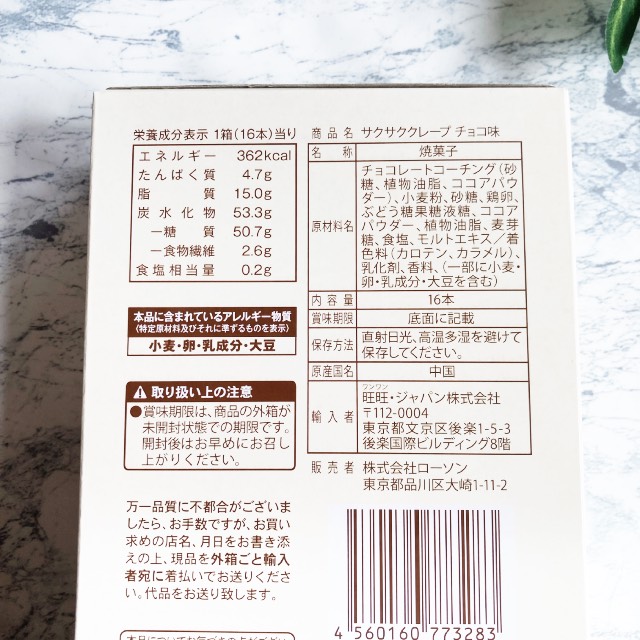 栄養成分表示 1箱(16本)当り
エネルギー 362kcal
たんぱく質 4.7g
脂質 15.0g
炭水化物 53.3g
―糖質 50.7g
―食物繊維 2.6g
食塩相当量 0.2g
本品に含まれているアレルギー物質
(特定原材料及びそれに準ずるものを表示)
小麦・卵・乳成分・大豆
取り扱い上の注意
●賞味期限は、商品の外箱が
未開封状態での期限です。
開封後はお早めにお召し
上がりください。
万一品質に不都合がございま
したら、お手数ですが、お買い
求めの店名、月日をお書き添
えの上、現品を外箱ごと輸入
者宛に着払いでお送りくださ
い。代品をお送り致します。
本品についてお気づきの点がござい
商品名 サクサククレープ チョコ味
名称 焼菓子
原材料名 チョコレートコーチング(砂
糖、植物油脂、ココアパウ
ダー)、小麦粉、砂糖、鶏卵、
ぶどう糖果糖液糖、ココア
パウダー、植物油脂、麦芽
糖、食塩、モルトエキス/着
色料(カロテン、カラメル)、
乳化剤、香料、(一部に小麦・
卵・乳成分・大豆を含む)
内容量 16本
賞味期限 底面に記載
保存方法 直射日光、高温多湿を避けて
保存してください。
原産国名 中国
輸入者 ワンワン
旺旺・ジャパン株式会社
〒112-0004
東京都文京区後楽1-5-3
後楽国際ビルディング8階
販売者 株式会社ローソン
東京都品川区大崎1-11-2
4 560160 773283